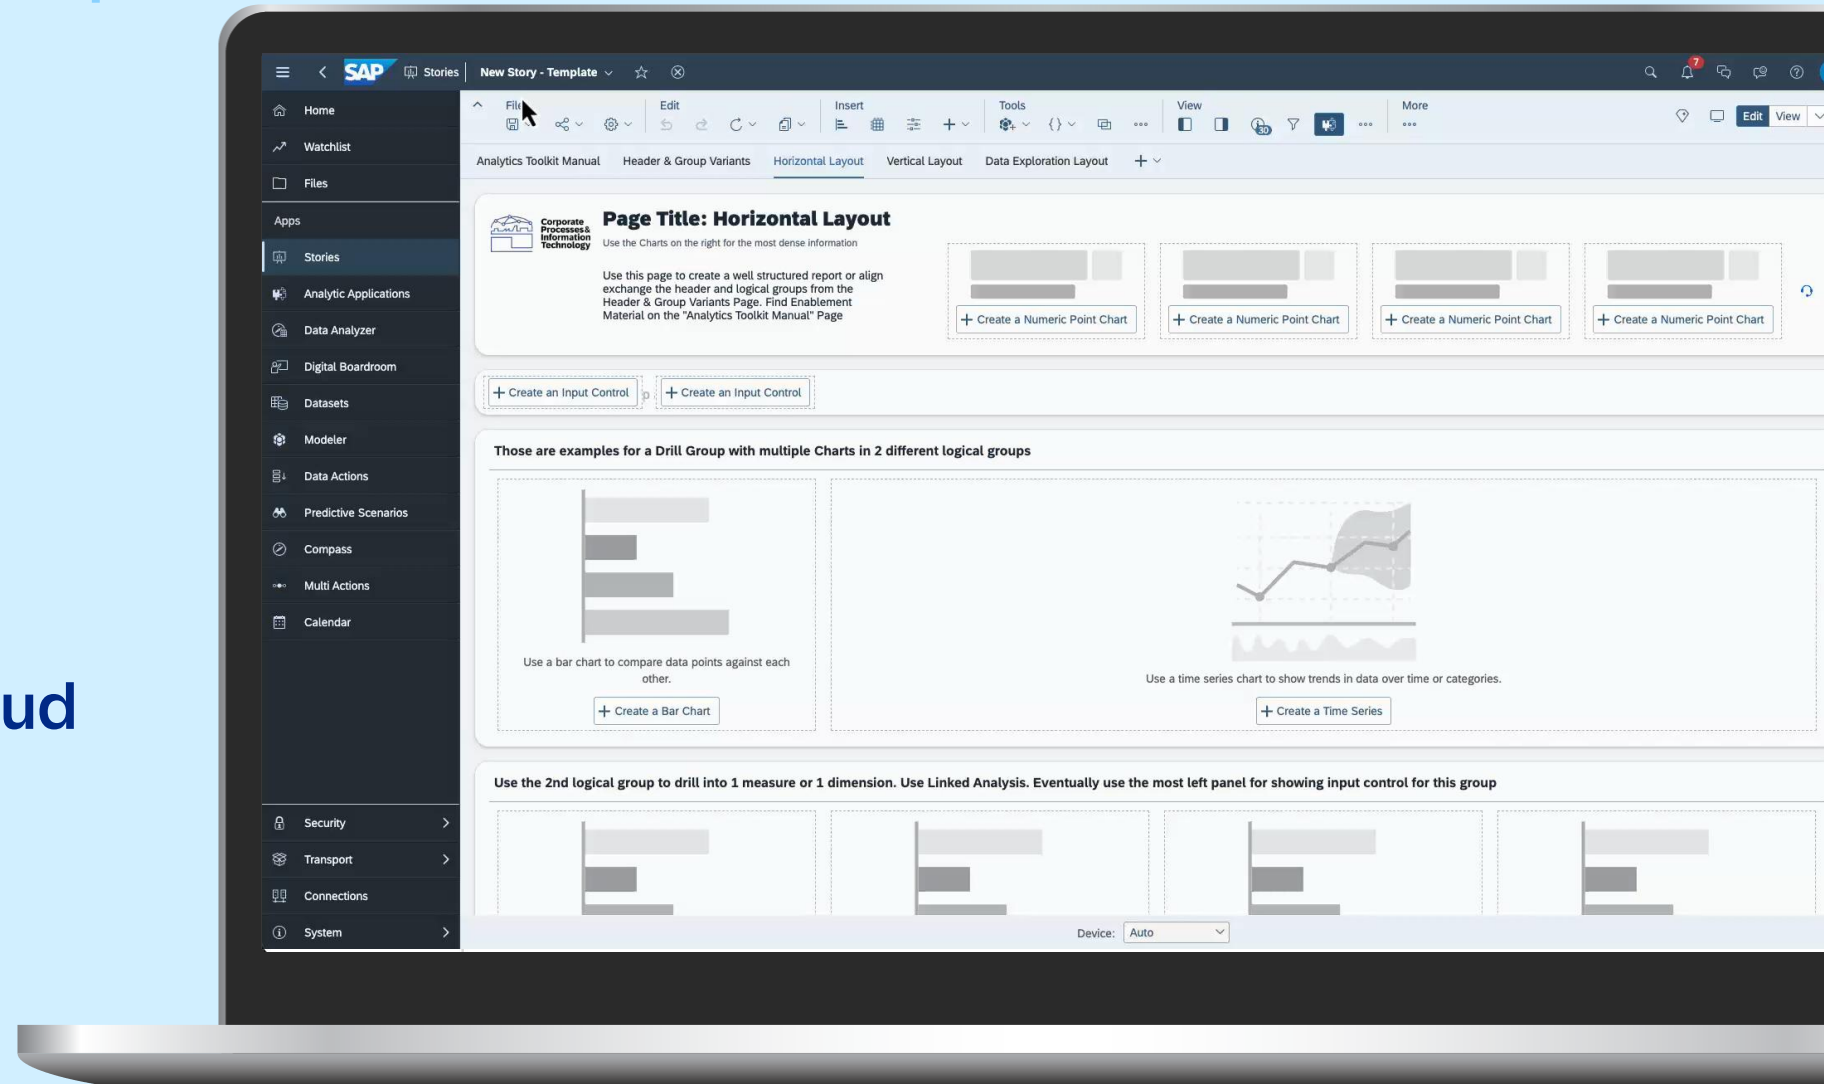 SAP
Stories
New Story - Template
7
Home
Watchlist
Files
Apps
Stories
Analytic Applications
Data Analyzer
Digital Boardroom
Datasets
Modeler
Data Actions
Predictive Scenarios
Compass
Multi Actions
Calendar
Security
Transport
Connections
System
Edit
Insert
Tools
View
More
30
Edit View
Analytics Toolkit Manual Header & Group Variants Horizontal Layout Vertical Layout Data Exploration Layout
Corporate
Processes&
Information
Technology
Page Title: Horizontal Layout
Use the Charts on the right for the most dense information
Use this page to create a well structured report or align
exchange the header and logical groups from the
Header & Group Variants Page. Find Enablement
Material on the "Analytics Toolkit Manual" Page
+ Create a Numeric Point Chart
+ Create a Numeric Point Chart
+ Create a Numeric Point Chart
+ Create a Numeric Point Chart
+ Create an Input Control
+ Create an Input Control
Those are examples for a Drill Group with multiple Charts in 2 different logical groups
Use a bar chart to compare data points against each
other.
+ Create a Bar Chart
Use a time series chart to show trends in data over time or categories.
+ Create a Time Series
Use the 2nd logical group to drill into 1 measure or 1 dimension. Use Linked Analysis. Eventually use the most left panel for showing input control for this group
Device: Auto
ud